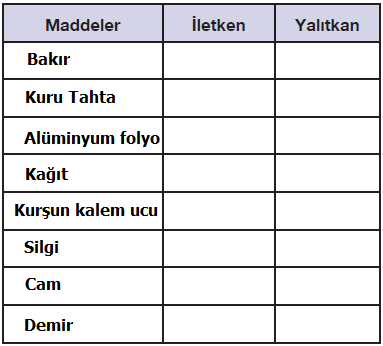 Maddeler İletken Yalıtkan
Bakır
Kuru Tahta
Alüminyum folyo
Kağıt
Kurşun kalem ucu
Silgi
Cam
Demir